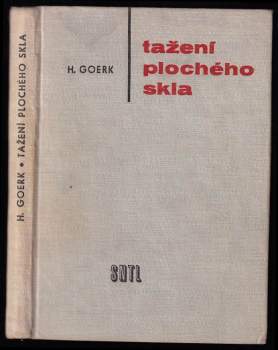 H. GOERK • TAŽENÍ PLOCHÉHO SKLA
H. GOERK
tažení
plochého
skla
SNTL